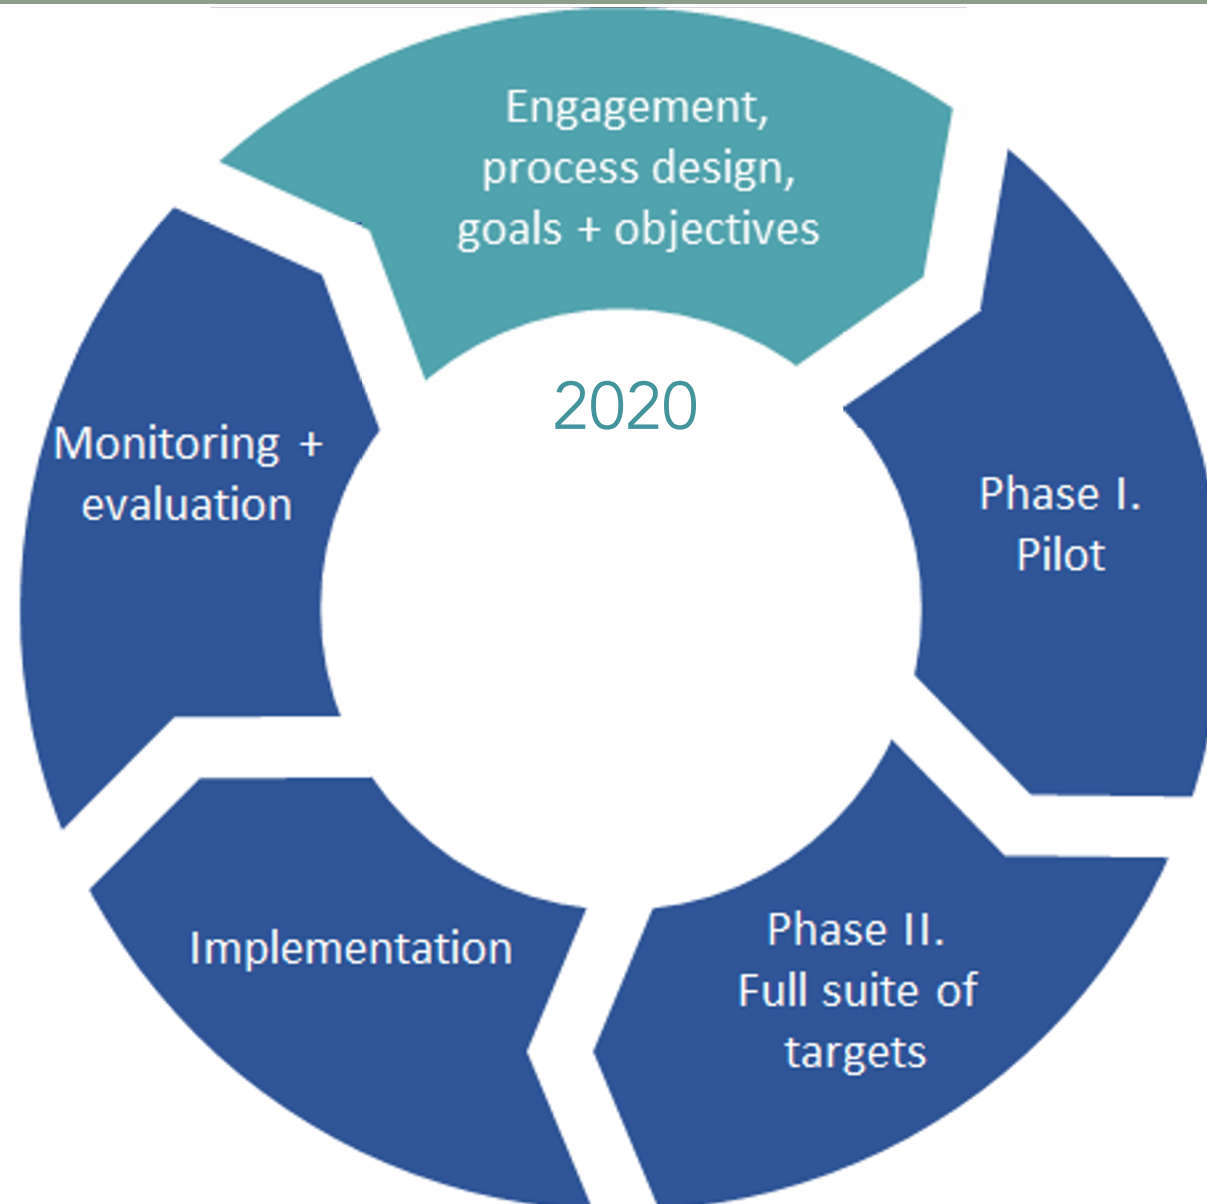 Engagement,
process design,
goals + objectives
2020
Phase I.
Pilot
Phase II.
Full suite of
targets
Implementation
Monitoring +
evaluation